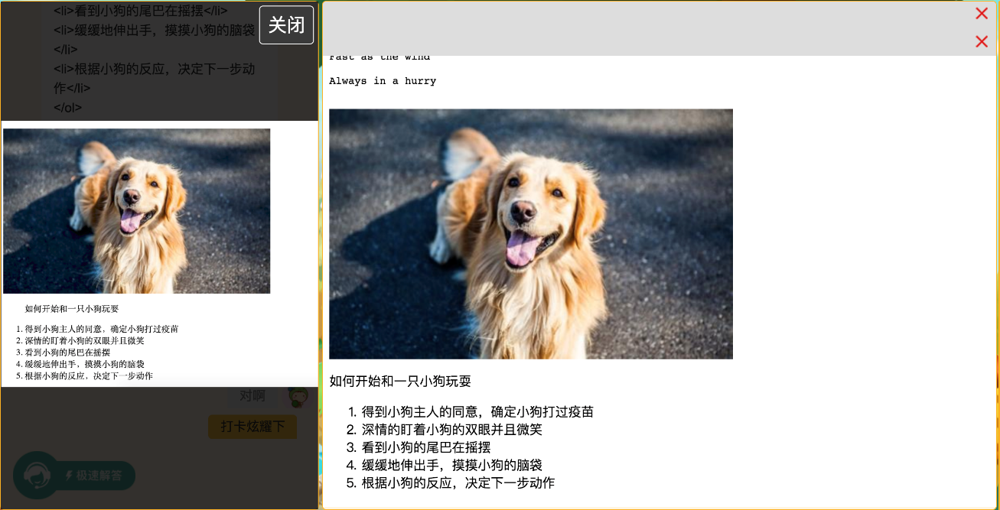 <li>看到小狗的尾巴在摇摆</li>
<li>缓缓地伸出手，摸摸小狗的脑袋
</li>
<li>根据小狗的反应，决定下一步动
作</li>
</ol>
关闭
如何开始和一只小狗玩耍
1. 得到小狗主人的同意，确定小狗打过疫苗
2. 深情的盯着小狗的双眼并且微笑
3. 看到小狗的尾巴在摇摆
4. 缓缓地伸出手，摸摸小狗的脑袋
5. 根据小狗的反应，决定下一步动作
对啊
打卡炫耀下
极速解答
Fast as the wind
Always in a hurry
如何开始和一只小狗玩耍
1. 得到小狗主人的同意，确定小狗打过疫苗
2. 深情的盯着小狗的双眼并且微笑
3. 看到小狗的尾巴在摇摆
4. 缓缓地伸出手，摸摸小狗的脑袋
5. 根据小狗的反应，决定下一步动作